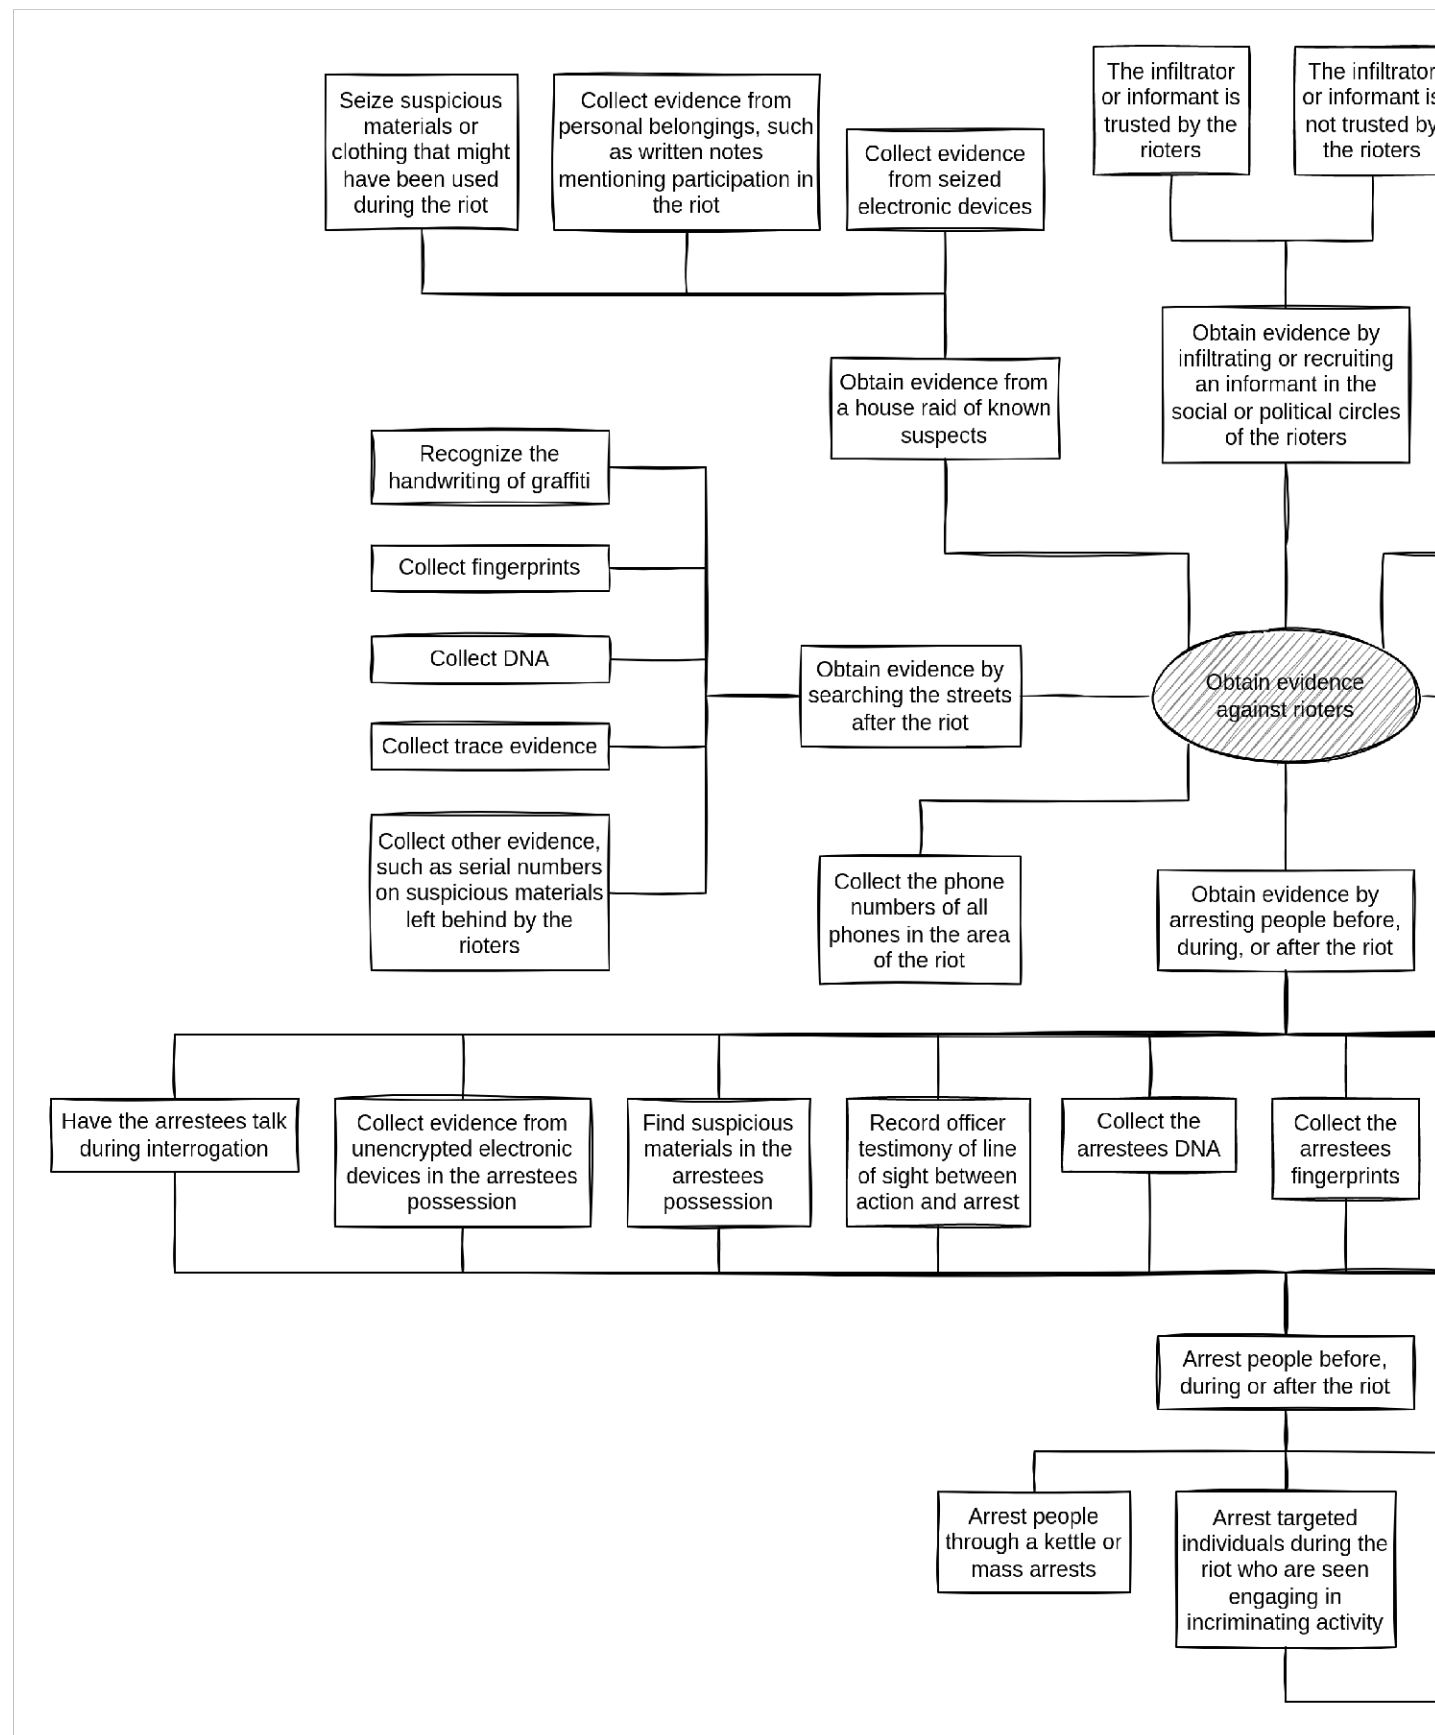 Seize suspicious
materials or
clothing that might
have been used
during the riot
Collect evidence from
personal belongings, such
as written notes
mentioning participation in
the riot
Collect evidence
from seized
electronic devices
The infiltrator
or informant is
trusted by the
rioters
The infiltrator
or informant is
not trusted by
the rioters
Obtain evidence from
a house raid of known
suspects
Obtain evidence by
infiltrating or recruiting
an informant in the
social or political circles
of the rioters
Recognize the
handwriting of graffiti
Collect fingerprints
Collect DNA
Collect trace evidence
Collect other evidence,
such as serial numbers
on suspicious materials
left behind by the
rioters
Obtain evidence by
searching the streets
after the riot
Obtain evidence
against rioters
Collect the phone
numbers of all
phones in the area
of the riot
Obtain evidence by
arresting people before,
during, or after the riot
Have the arrestees talk
during interrogation
Collect evidence from
unencrypted electronic
devices in the arrestees
possession
Find suspicious
materials in the
arrestees
possession
Record officer
testimony of line
of sight between
action and arrest
Collect the
arrestees DNA
Collect the
arrestees
fingerprints
Arrest people before,
during or after the riot
Arrest people
through a kettle or
mass arrests
Arrest targeted
individuals during the
riot who are seen
engaging in
incriminating activity